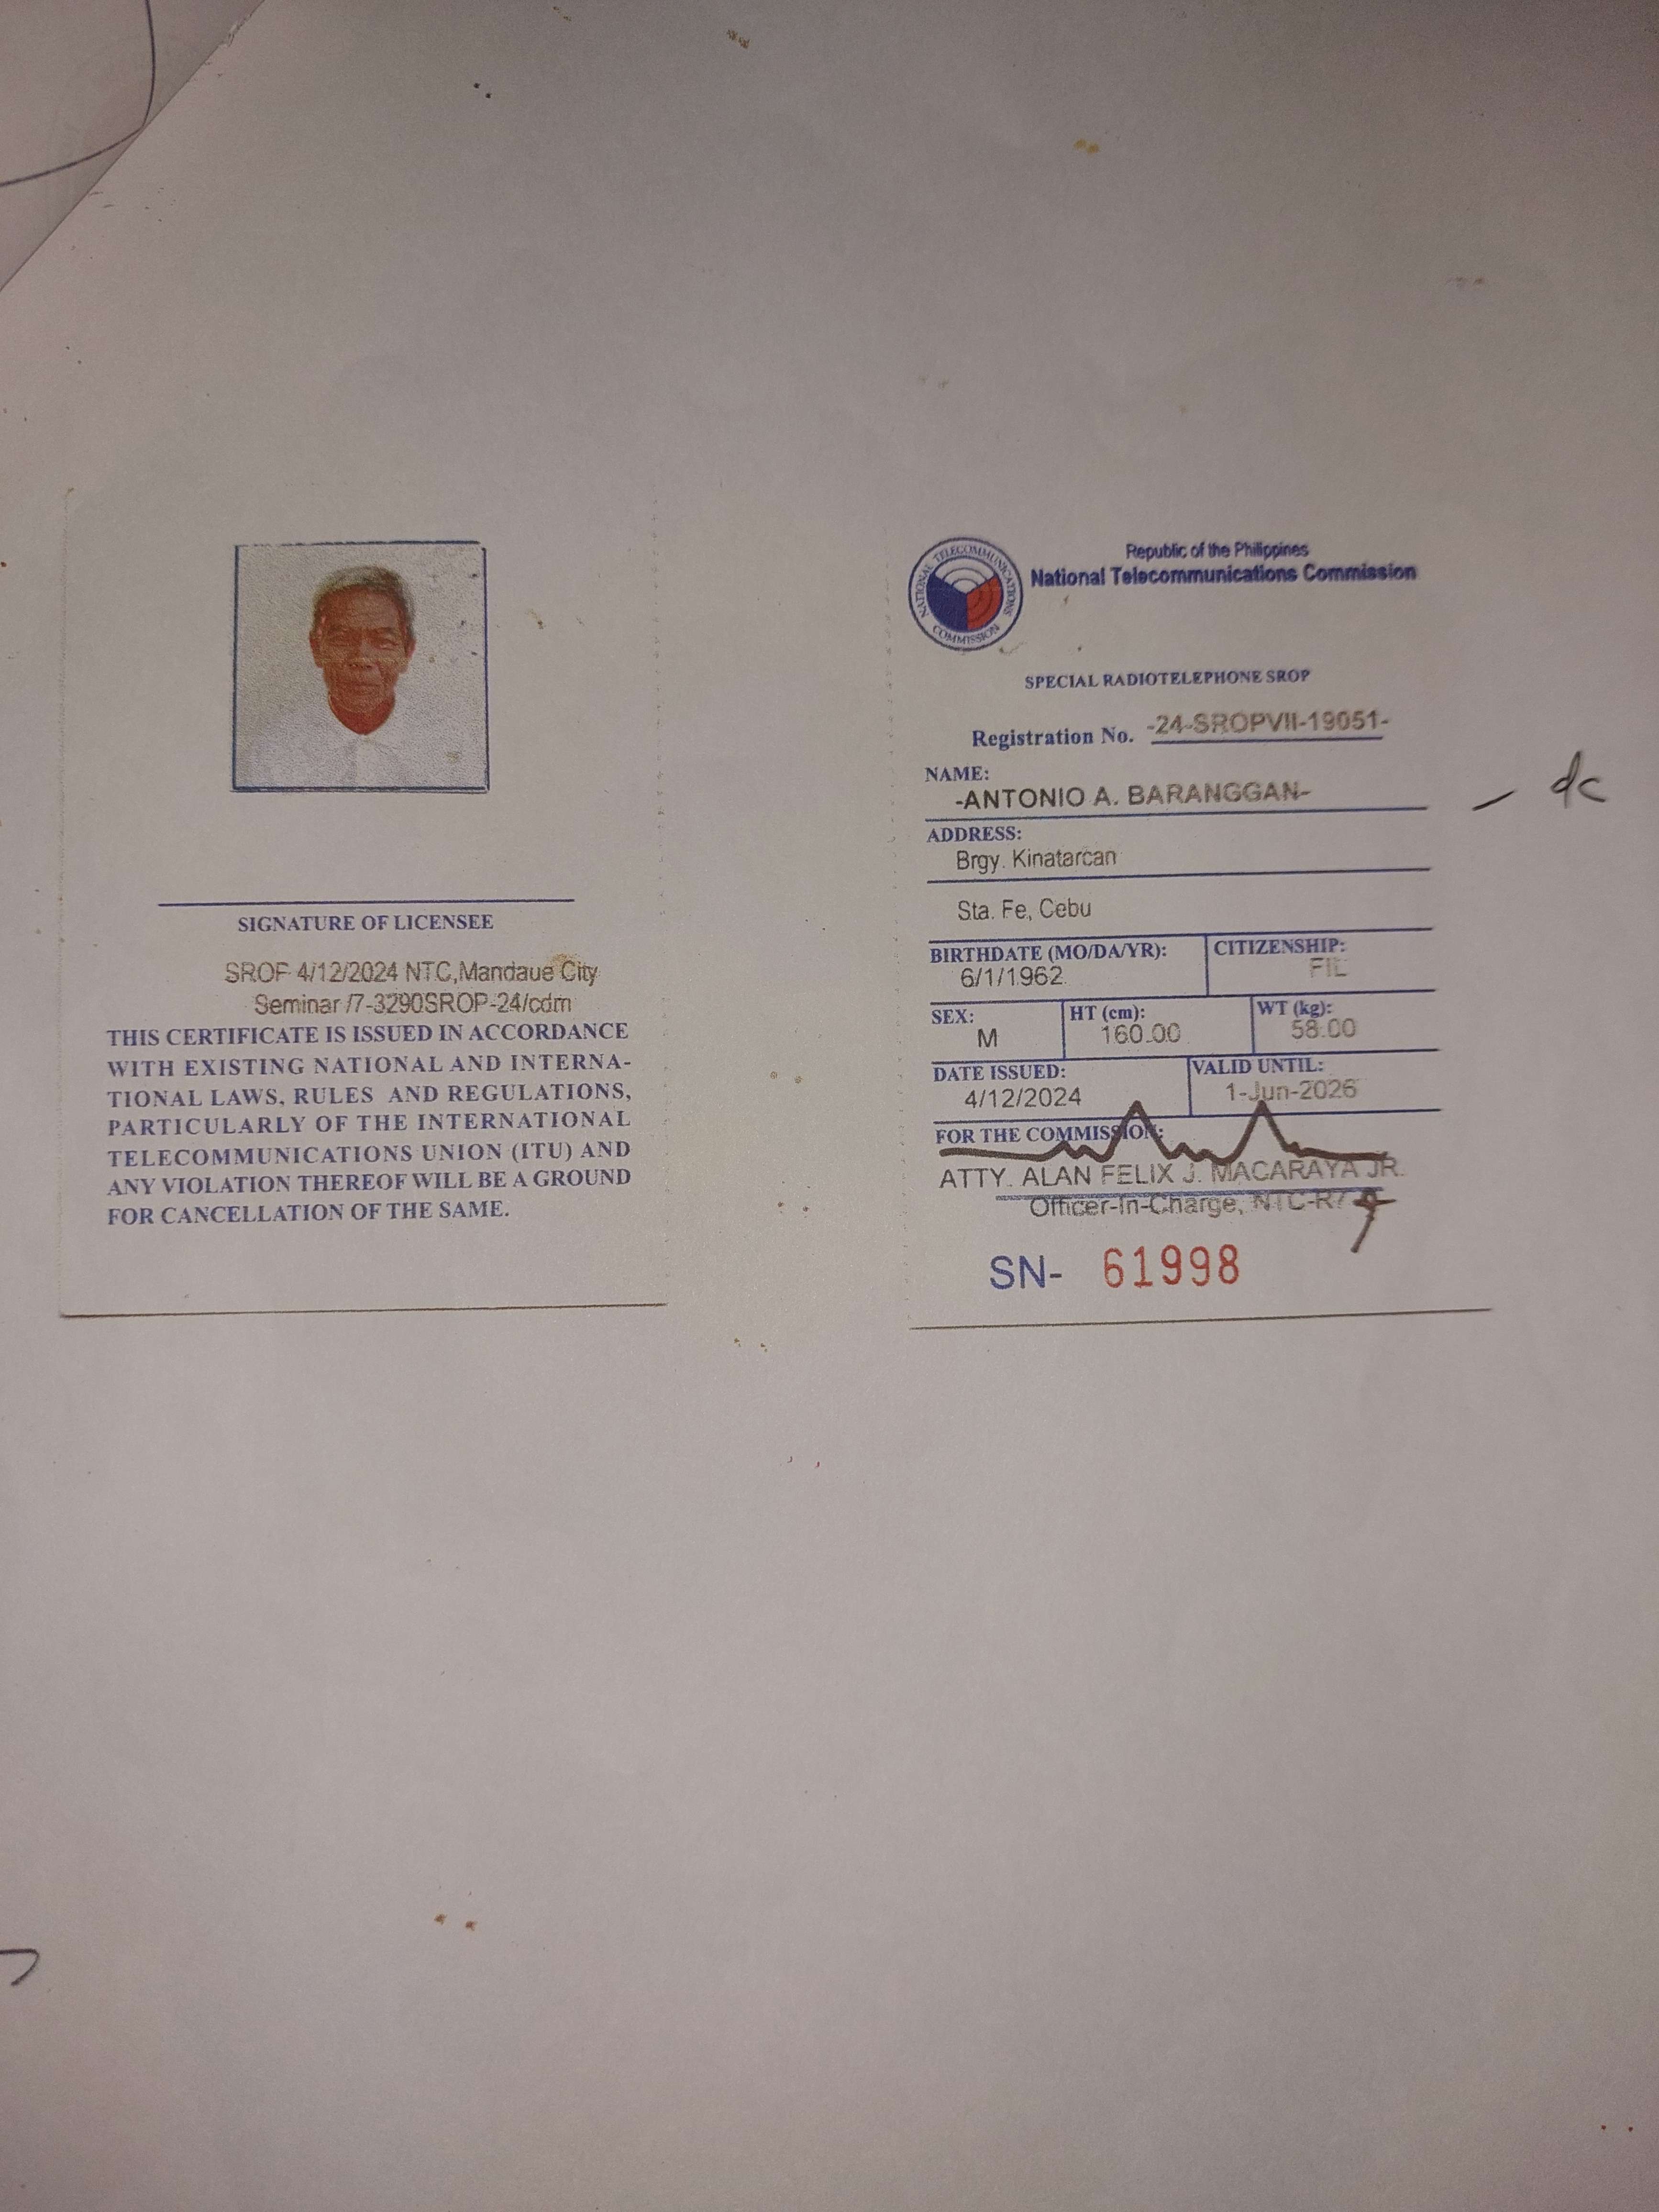 SIGNATURE OF LICENSEE
SROF 4/12/2024 NTC,Mandaue City
Seminar /7-3290SROP-24/cdm
THIS CERTIFICATE IS ISSUED IN ACCORDANCE
WITH EXISTING NATIONAL AND INTERNA-
TIONAL LAWS, RULES AND REGULATIONS,
PARTICULARLY OF THE INTERNATIONAL
TELECOMMUNICATIONS UNION (ITU) AND
ANY VIOLATION THEREOF WILL BE A GROUND
FOR CANCELLATION OF THE SAME.
NATIONAL TELECOMMUNICATIONS COMMISSION
Republic of the Philippines
National Telecommunications Commission
SPECIAL RADIOTELEPHONE SROP
Registration No. -24-SROPVII-19051-
NAME:
-ANTONIO A. BARANGGAN-
dc
ADDRESS:
Brgy. Kinatarcan
Sta. Fe, Cebu
BIRTHDATE (MO/DA/YR): CITIZENSHIP:
6/1/1962 FIL
SEX: HT (cm): WT (kg):
M 160.00 58.00
DATE ISSUED: VALID UNTIL:
4/12/2024 1-Jun-2026
FOR THE COMMISSION:
ATTY. ALAN FELIX J. MACARAYA JR.
Officer-In-Charge, NTC-R7
SN- 61998